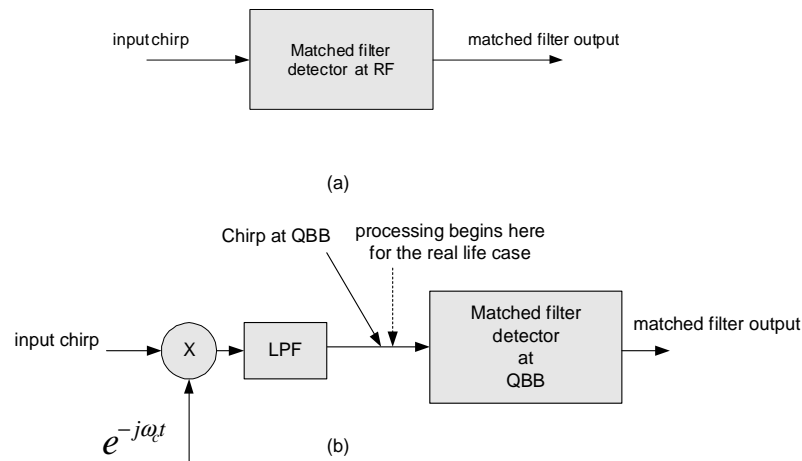 input chirp
Matched filter
detector at RF
matched filter output
(a)
Chirp at QBB
processing begins here
for the real life case
input chirp
X
LPF
Matched filter
detector
at
QBB
matched filter output
e^{-jω_c t}
(b)